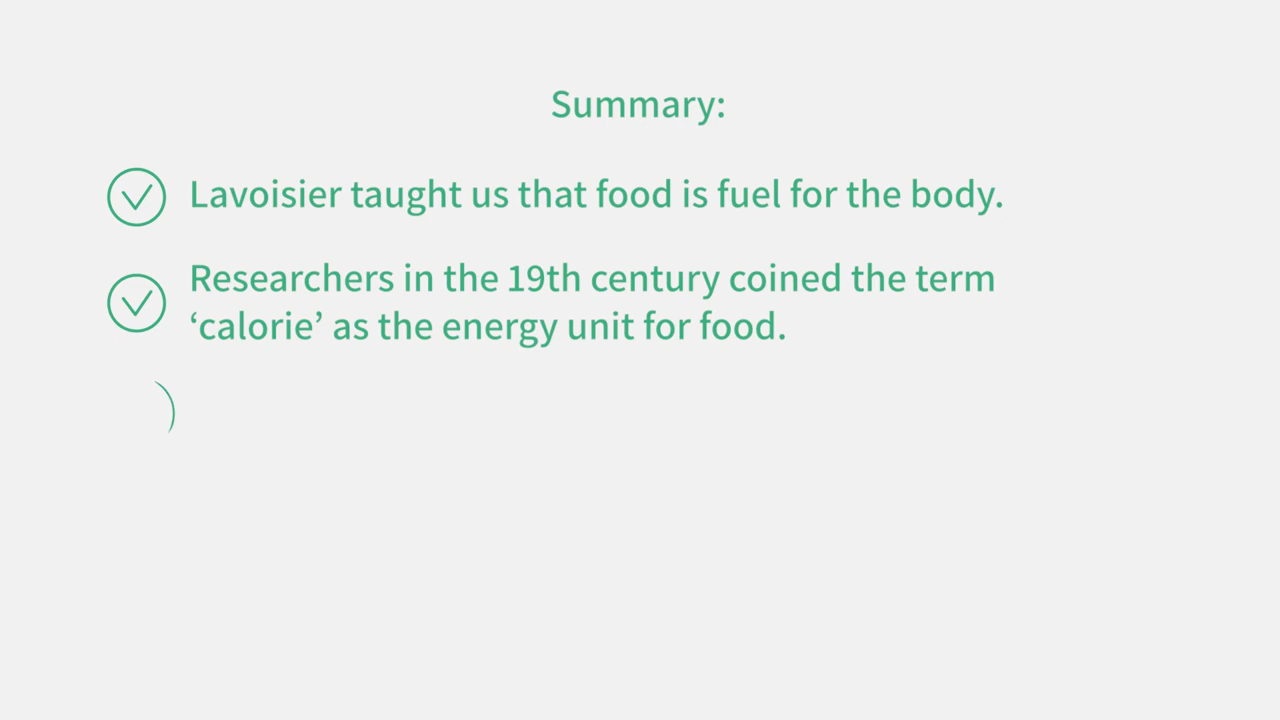 Summary:
Lavoisier taught us that food is fuel for the body.
Researchers in the 19th century coined the term
‘calorie’ as the energy unit for food.